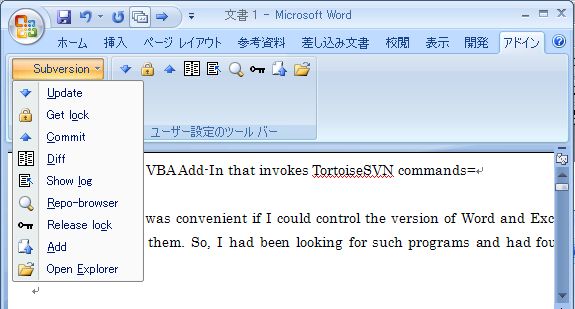 文書 1 - Microsoft Word
ホーム 挿入 ページ レイアウト 参考資料 差し込み文書 校閲 表示 開発 アドイン
Subversion
Update
Get lock
Commit
Diff
Show log
Repo-browser
Release lock
Add
Open Explorer
ユーザー設定のツール バー
VBA Add-In that invokes TortoiseSVN commands=
was convenient if I could control the version of Word and Exc
them. So, I had been looking for such programs and had fou